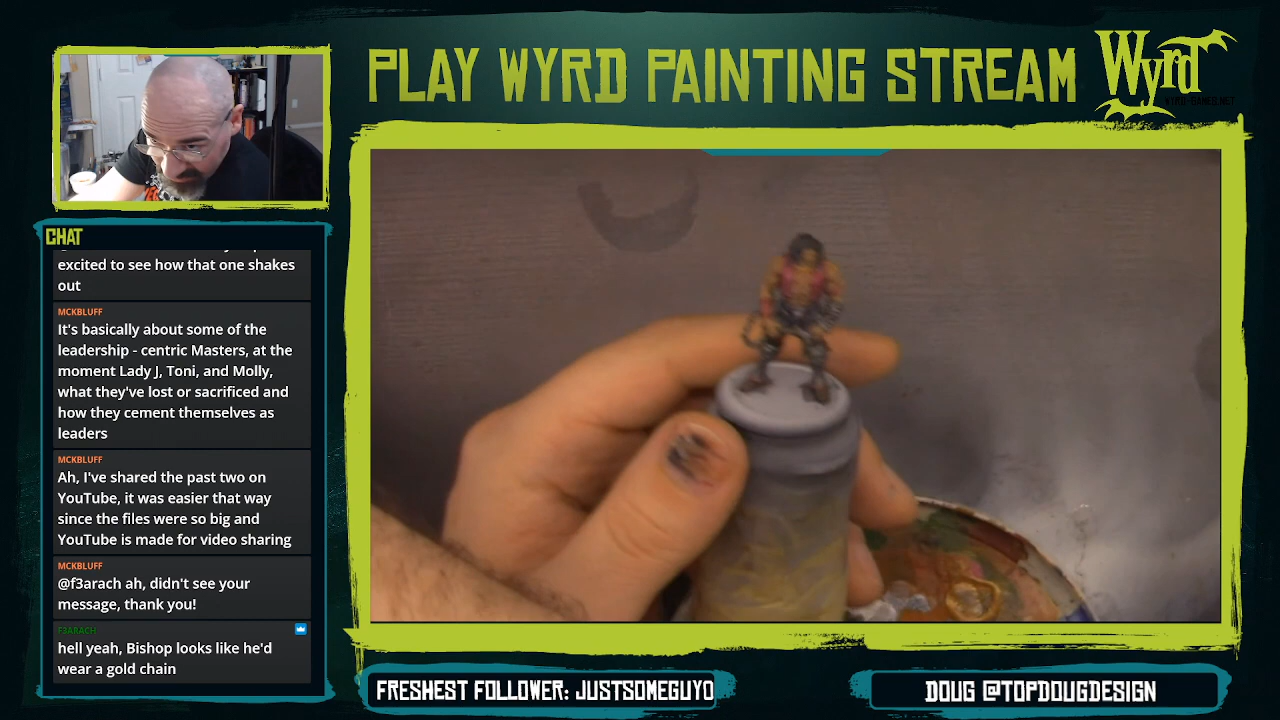 PLAY WYRD PAINTING STREAM
Wyrd
WYRD-GAMES.NET
CHAT
excited to see how that one shakes
out
MCKBLUFF
It's basically about some of the
leadership - centric Masters, at the
moment Lady J, Toni, and Molly,
what they've lost or sacrificed and
how they cement themselves as
leaders
MCKBLUFF
Ah, I've shared the past two on
YouTube, it was easier that way
since the files were so big and
YouTube is made for video sharing
MCKBLUFF
@f3arach ah, didn't see your
message, thank you!
F3ARACH
hell yeah, Bishop looks like he'd
wear a gold chain
FRESHEST FOLLOWER: JUSTSOMEGUYO
DOUG @TOPDOUGDESIGN